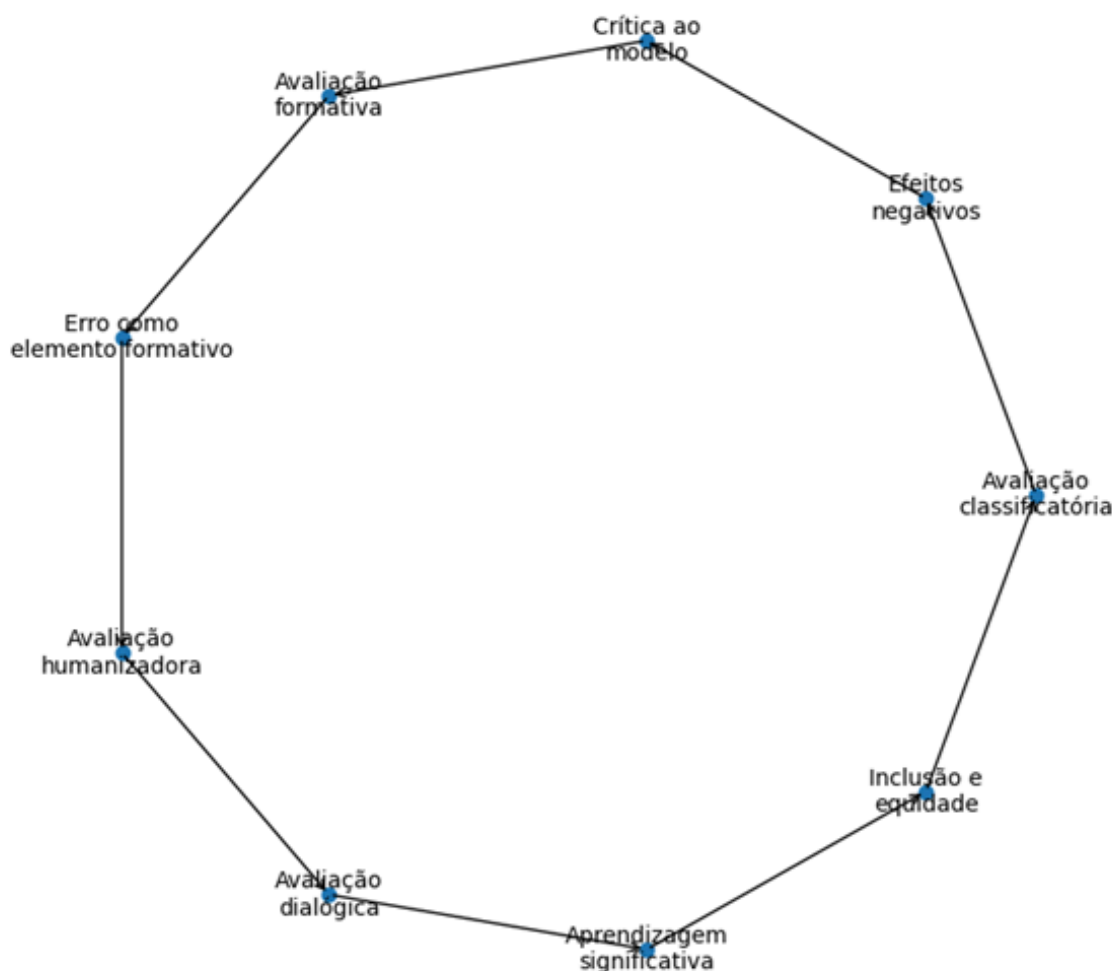 Crítica ao
modelo
Avaliação
formativa
Efeitos
negativos
Erro como
elemento formativo
Avaliação
classificatória
Avaliação
humanizadora
Inclusão e
equidade
Avaliação
dialógica
Aprendizagem
significativa